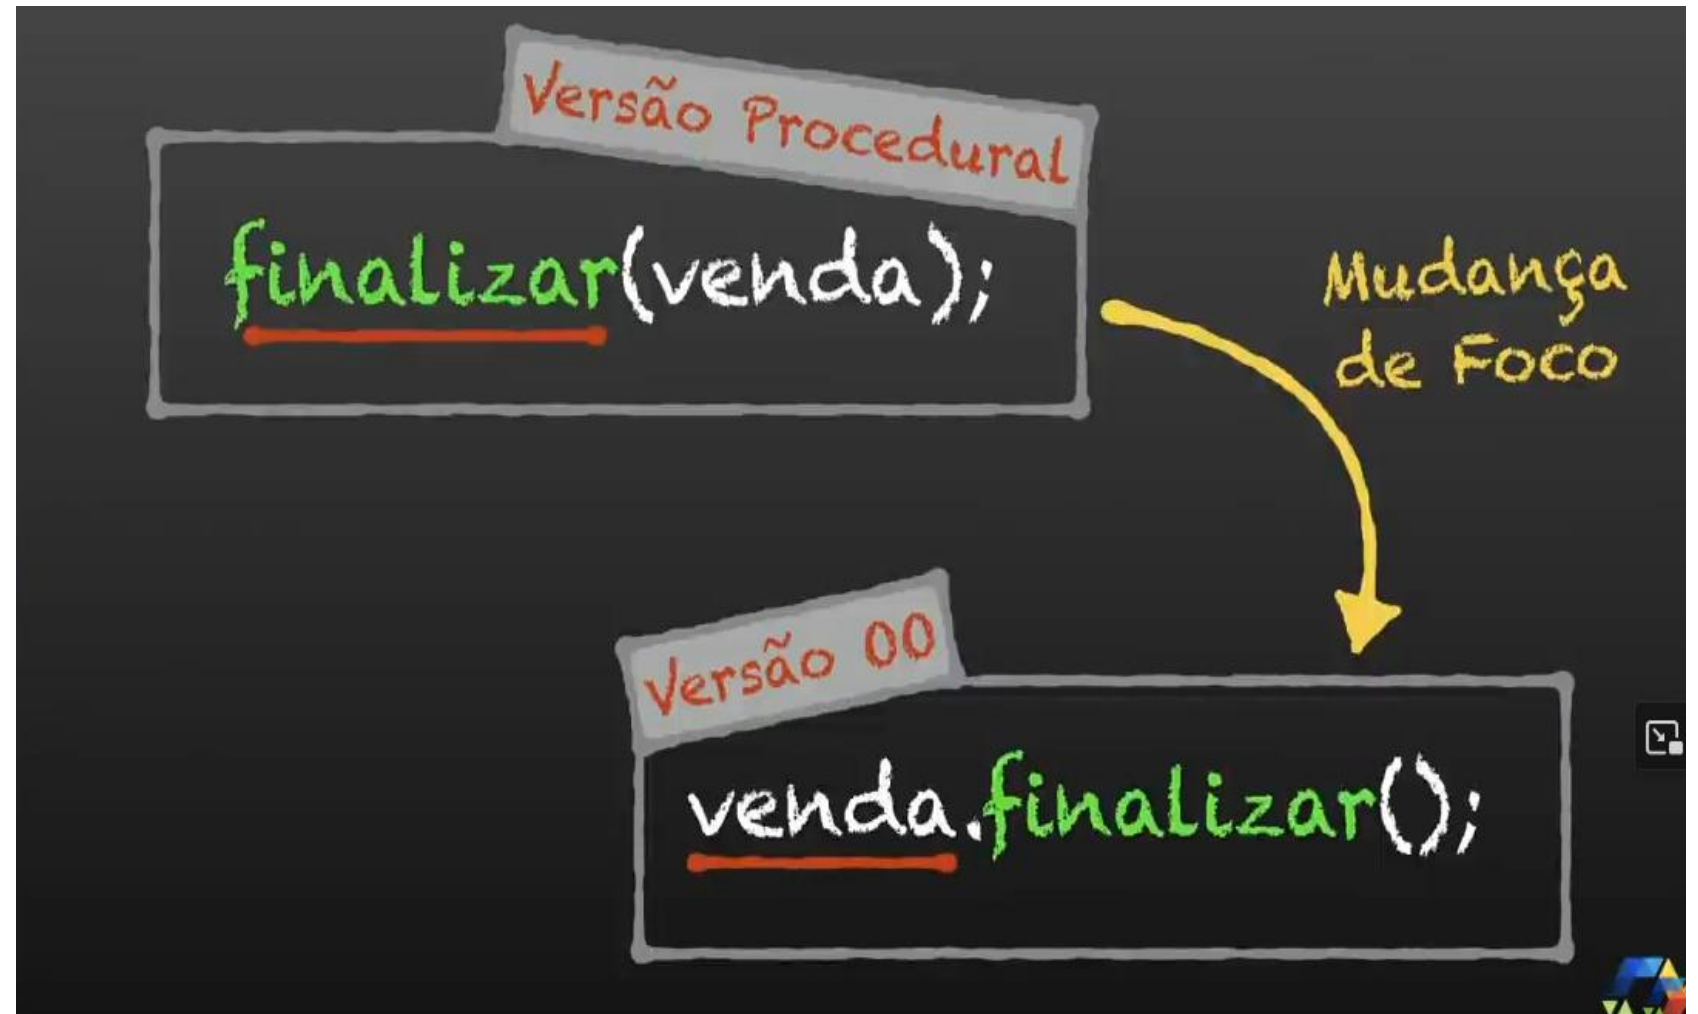 Versão Procedural
finalizar(venda);
Mudança
de Foco
Versão OO
venda.finalizar();